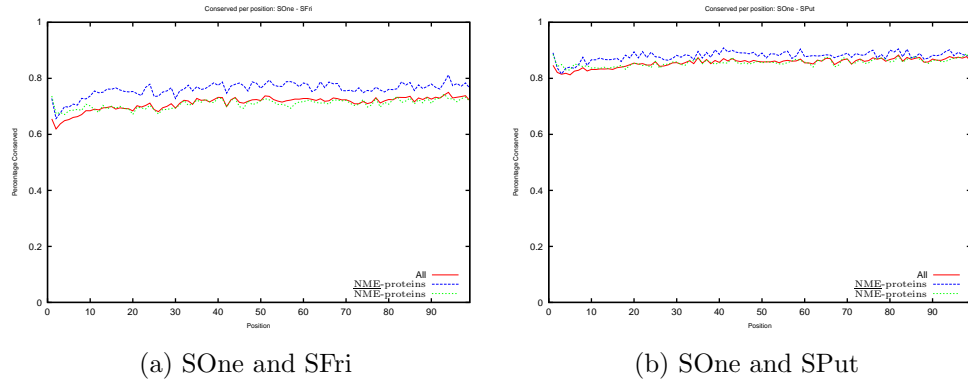 Conserved per position: SOne - SFri
1
0.8
0.6
0.4
0.2
0
Percentage Conserved
0 10 20 30 40 50 60 70 80 90
Position
All
NME-proteins
NME-proteins
(a) SOne and SFri
Conserved per position: SOne - SPut
1
0.8
0.6
0.4
0.2
0
Percentage Conserved
0 10 20 30 40 50 60 70 80 90
Position
All
NME-proteins
NME-proteins
(b) SOne and SPut